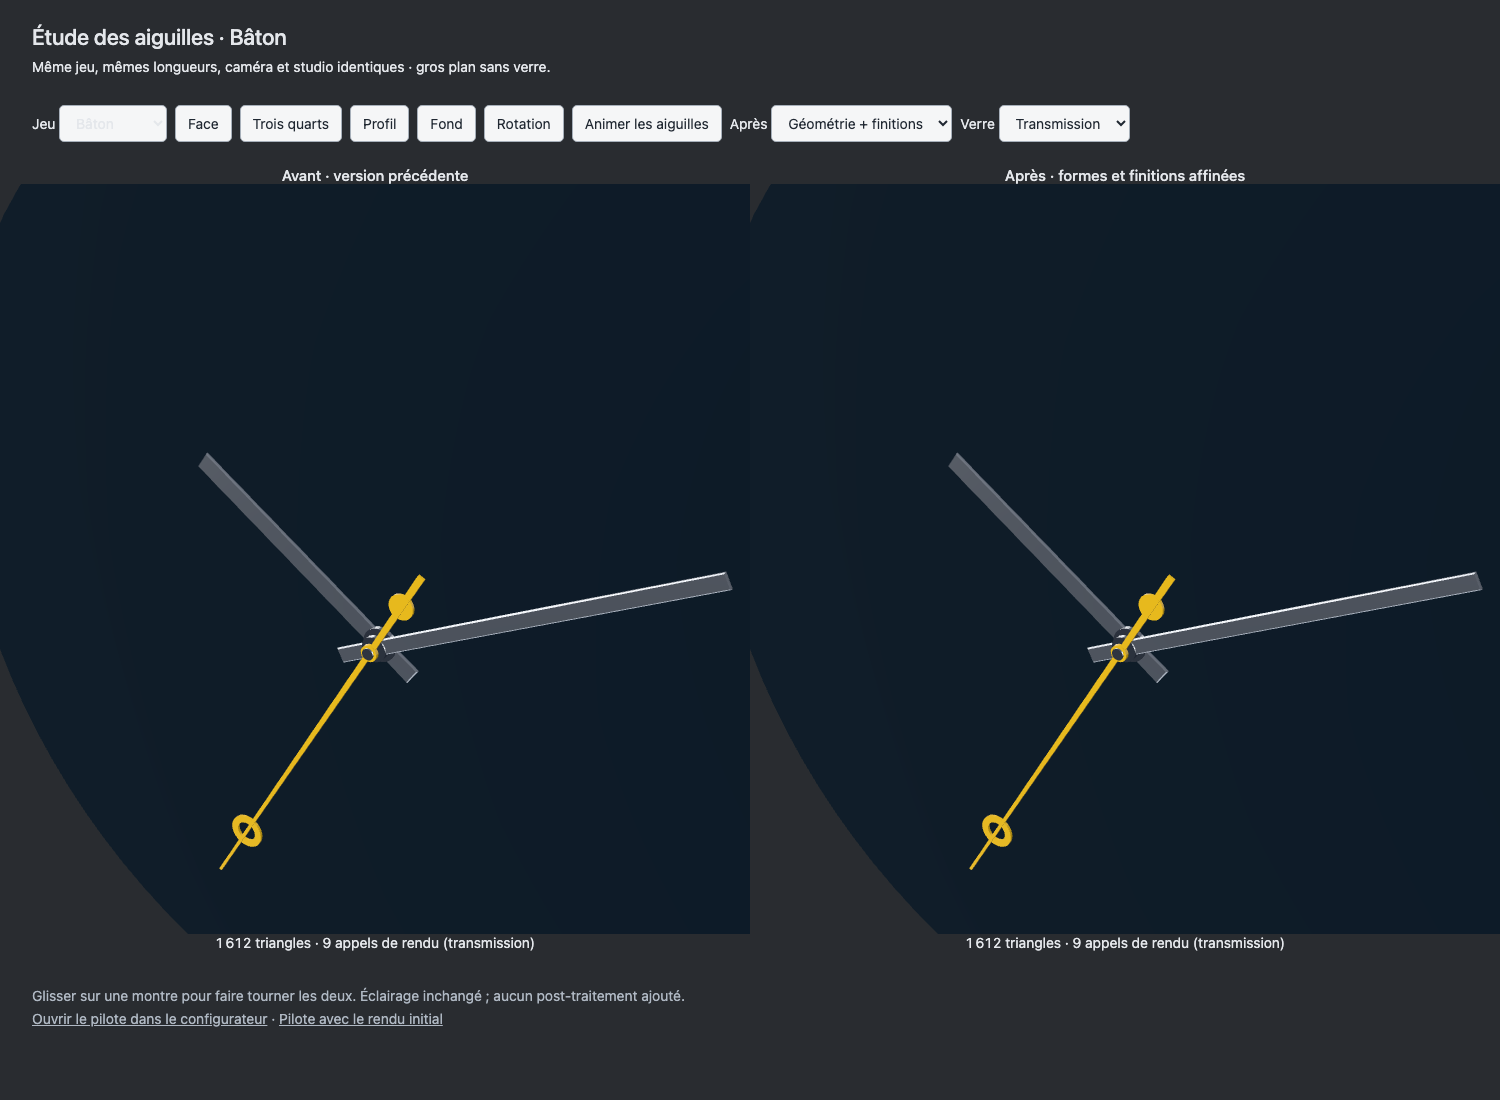 Étude des aiguilles · Bâton
Même jeu, mêmes longueurs, caméra et studio identiques · gros plan sans verre.
Jeu Bâton Face Trois quarts Profil Fond Rotation Animer les aiguilles Après Géométrie + finitions Verre Transmission
Avant · version précédente
Après · formes et finitions affinées
1 612 triangles · 9 appels de rendu (transmission)
1 612 triangles · 9 appels de rendu (transmission)
Glisser sur une montre pour faire tourner les deux. Éclairage inchangé ; aucun post-traitement ajouté.
Ouvrir le pilote dans le configurateur · Pilote avec le rendu initial